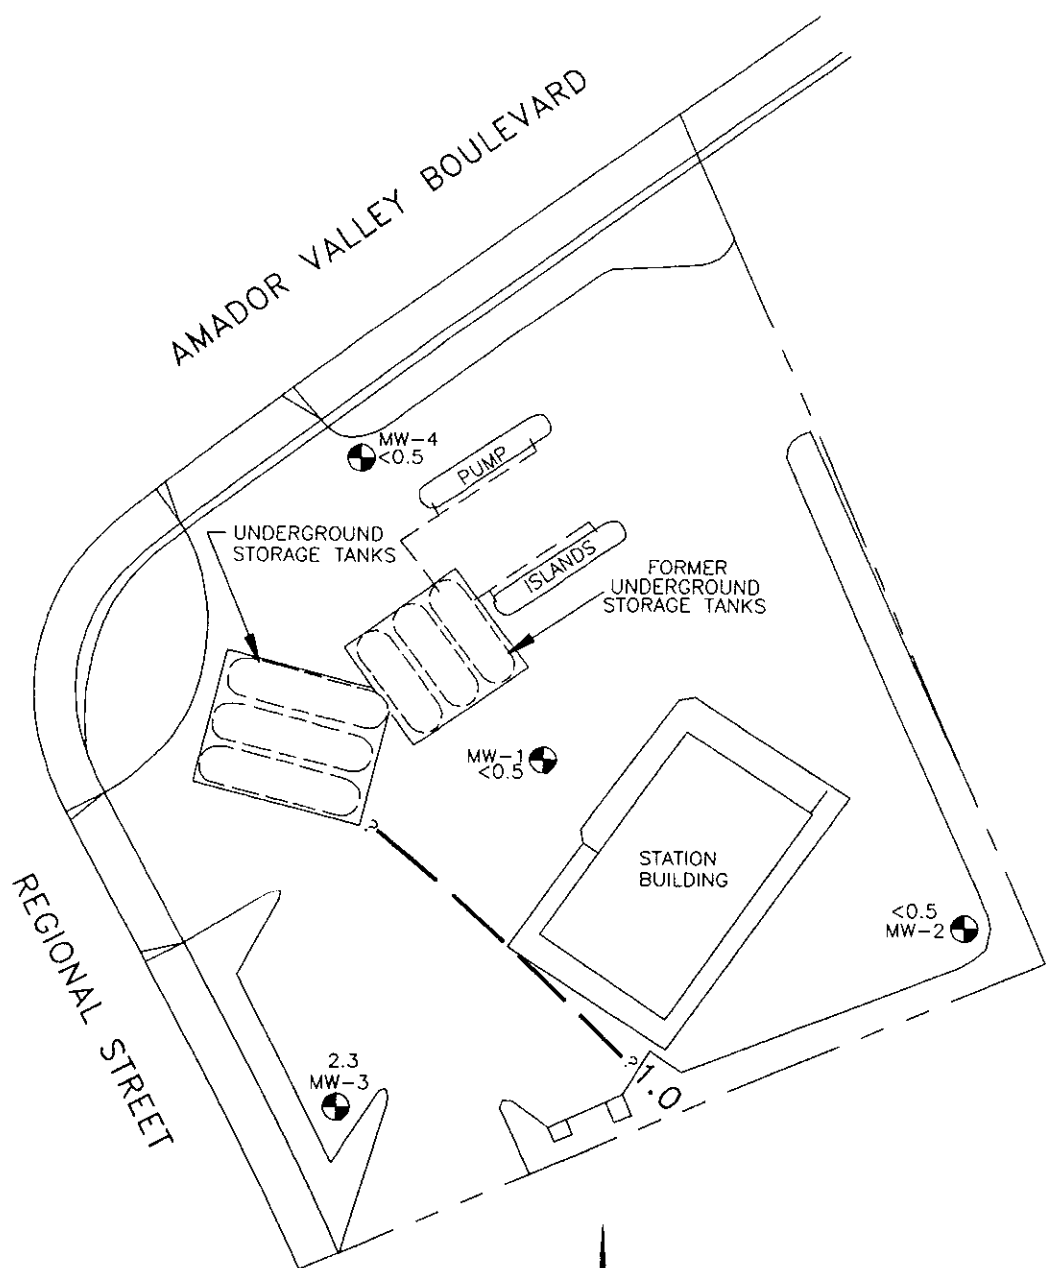 AMADOR VALLEY BOULEVARD
MW-4
<0.5
PUMP
UNDERGROUND
STORAGE TANKS
ISLANDS
FORMER
UNDERGROUND
STORAGE TANKS
MW-1
<0.5
?
STATION
BUILDING
<0.5
MW-2
REGIONAL STREET
2.3
MW-3
?
1.0